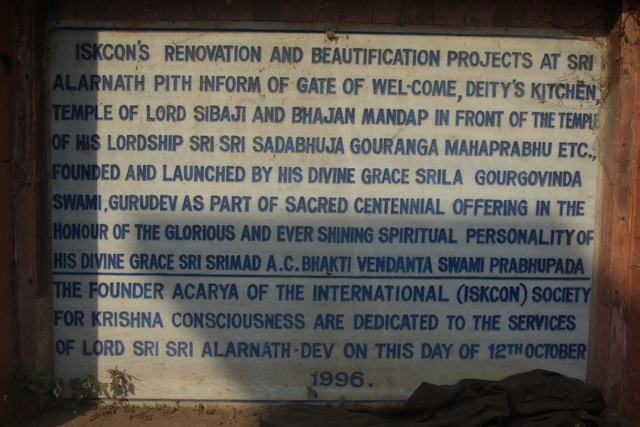 ISKCON'S RENOVATION AND BEAUTIFICATION PROJECTS AT SRI
ALARNATH PITH INFORM OF GATE OF WEL-COME, DEITY'S KITCHEN
TEMPLE OF LORD SIBAJI AND BHAJAN MANDAP IN FRONT OF THE TEMPLE
OF HIS LORDSHIP SRI SRI SADABHUJA GOURANGA MAHAPRABHU ETC.,
FOUNDED AND LAUNCHED BY HIS DIVINE GRACE SRILA GOURGOVINDA
SWAMI, GURUDEV AS PART OF SACRED CENTENNIAL OFFERING IN THE
HONOUR OF THE GLORIOUS AND EVER SHINING SPIRITUAL PERSONALITY OF
HIS DIVINE GRACE SRI SRIMAD A.C. BHAKTI VENDANTA SWAMI PRABHUPADA
THE FOUNDER ACARYA OF THE INTERNATIONAL (ISKCON) SOCIETY
FOR KRISHNA CONSCIOUSNESS ARE DEDICATED TO THE SERVICES
OF LORD SRI SRI ALARNATH-DEV ON THIS DAY OF 12TH OCTOBER
1996.